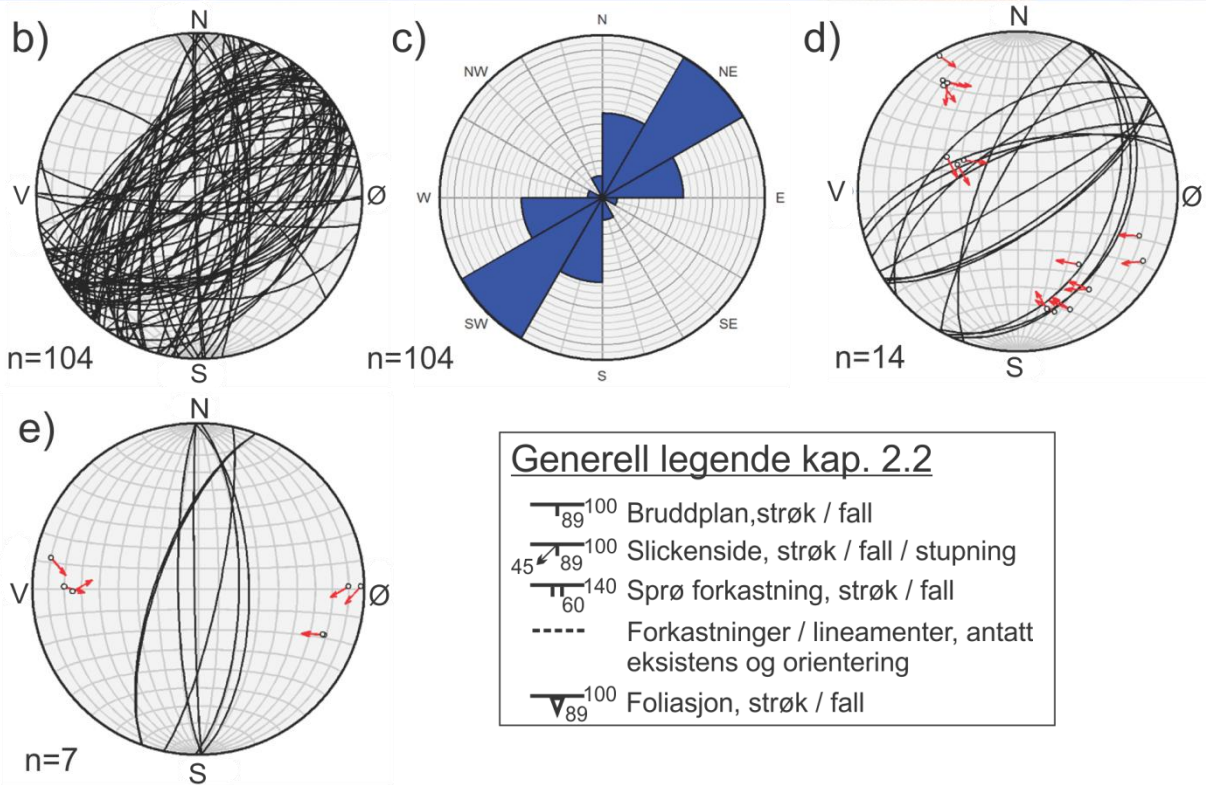 b)
N
V
Ø
S
n=104
c)
N
NW
NE
W
E
SW
SE
S
n=104
d)
N
V
Ø
S
n=14
e)
N
V
Ø
S
n=7
Generell legende kap. 2.2
89 100 Bruddplan,strøk / fall
45 89 100 Slickenside, strøk / fall / stupning
60 140 Sprø forkastning, strøk / fall
Forkastninger / lineamenter, antatt
eksistens og orientering
89 100 Foliasjon, strøk / fall